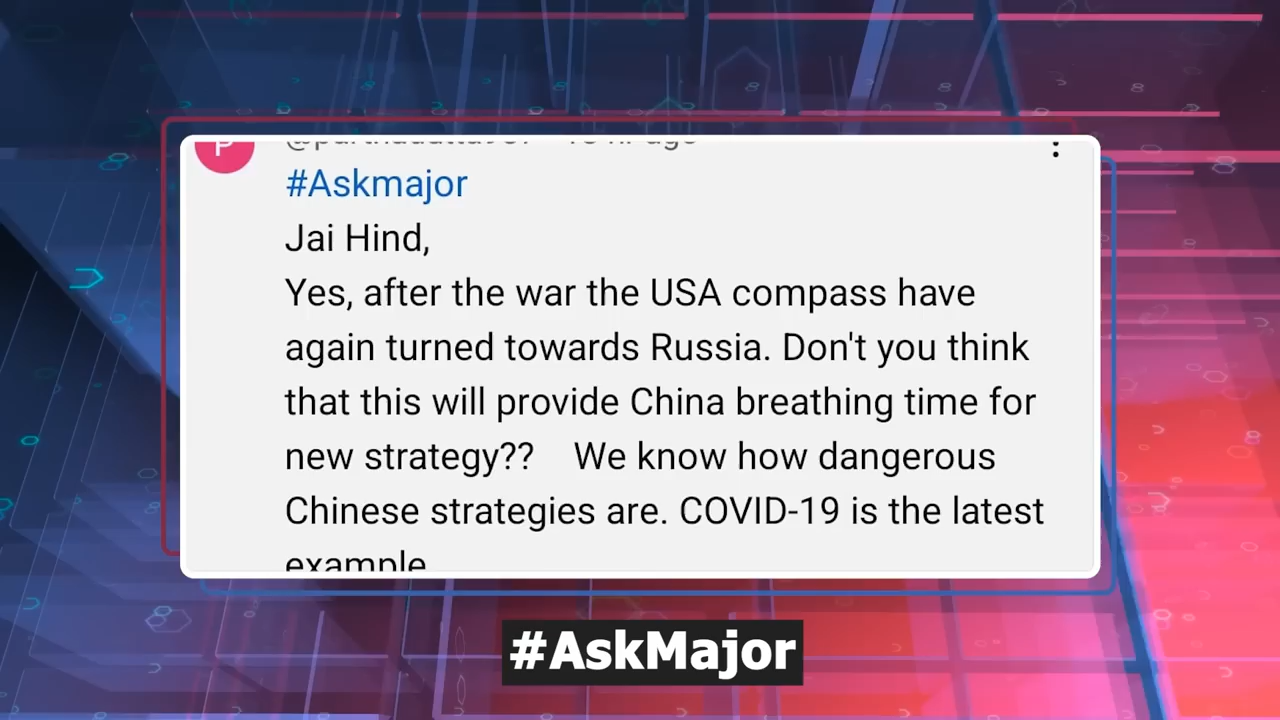 P
#Askmajor
Jai Hind,
Yes, after the war the USA compass have
again turned towards Russia. Don't you think
that this will provide China breathing time for
new strategy?? We know how dangerous
Chinese strategies are. COVID-19 is the latest
example
#AskMajor